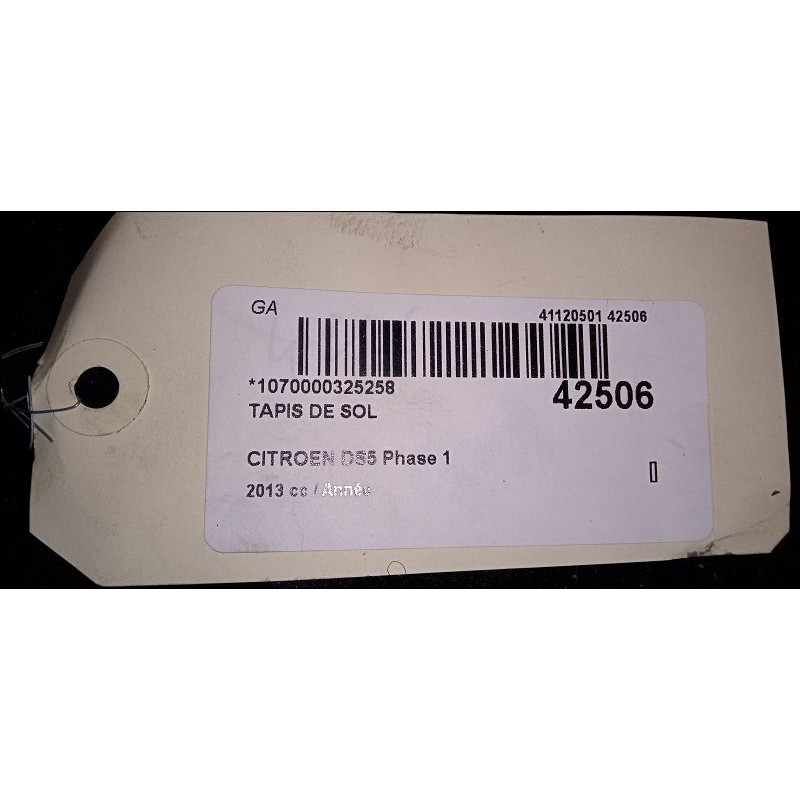 GA
41120501 42506
*1070000325258
42506
TAPIS DE SOL
CITROEN DS5 Phase 1
2013 cc / Année